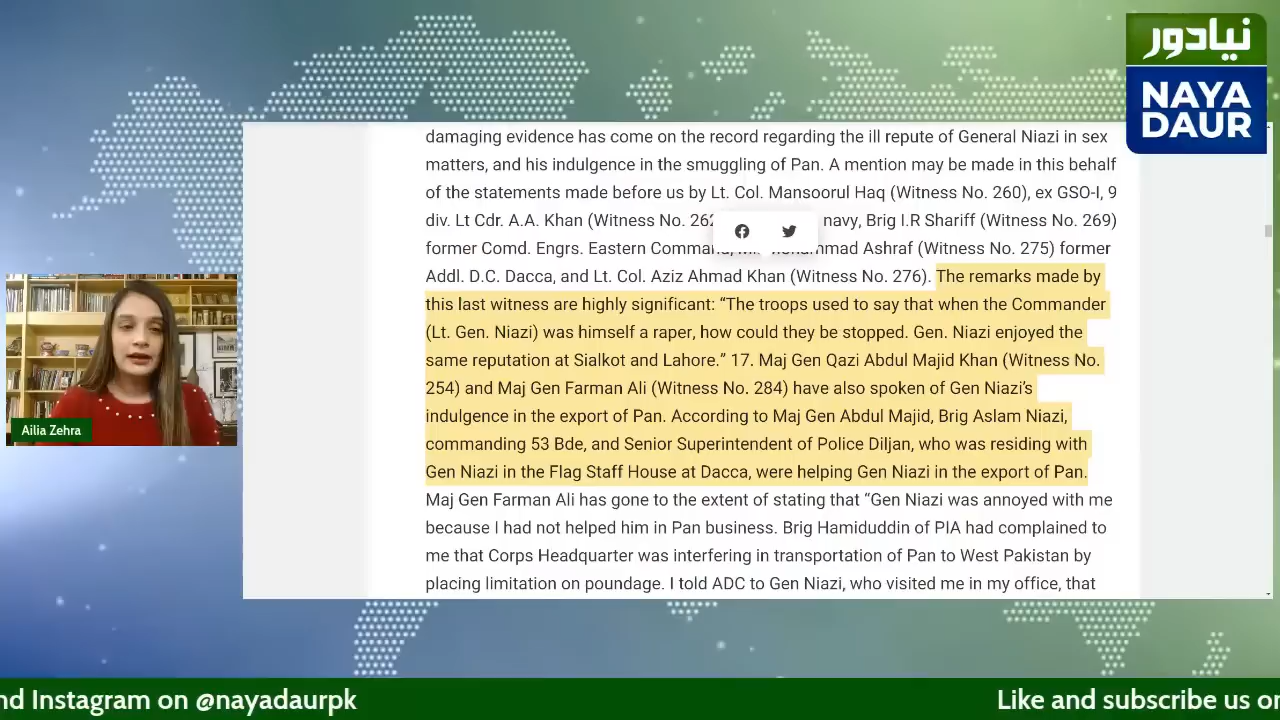 نیادور
NAYA
DAUR
damaging evidence has come on the record regarding the ill repute of General Niazi in sex
matters, and his indulgence in the smuggling of Pan. A mention may be made in this behalf
of the statements made before us by Lt. Col. Mansoorul Haq (Witness No. 260), ex GSO-I, 9
div. Lt Cdr. A.A. Khan (Witness No. 262 navy, Brig I.R Shariff (Witness No. 269)
former Comd. Engrs. Eastern Command Ashraf (Witness No. 275) former
Addl. D.C. Dacca, and Lt. Col. Aziz Ahmad Khan (Witness No. 276). The remarks made by
this last witness are highly significant: “The troops used to say that when the Commander
(Lt. Gen. Niazi) was himself a raper, how could they be stopped. Gen. Niazi enjoyed the
same reputation at Sialkot and Lahore.” 17. Maj Gen Qazi Abdul Majid Khan (Witness No.
254) and Maj Gen Farman Ali (Witness No. 284) have also spoken of Gen Niazi’s
indulgence in the export of Pan. According to Maj Gen Abdul Majid, Brig Aslam Niazi,
commanding 53 Bde, and Senior Superintendent of Police Diljan, who was residing with
Gen Niazi in the Flag Staff House at Dacca, were helping Gen Niazi in the export of Pan.
Maj Gen Farman Ali has gone to the extent of stating that “Gen Niazi was annoyed with me
because I had not helped him in Pan business. Brig Hamiduddin of PIA had complained to
me that Corps Headquarter was interfering in transportation of Pan to West Pakistan by
placing limitation on poundage. I told ADC to Gen Niazi, who visited me in my office, that
Ailia Zehra
nd Instagram on @nayadaurpk
Like and subscribe us on